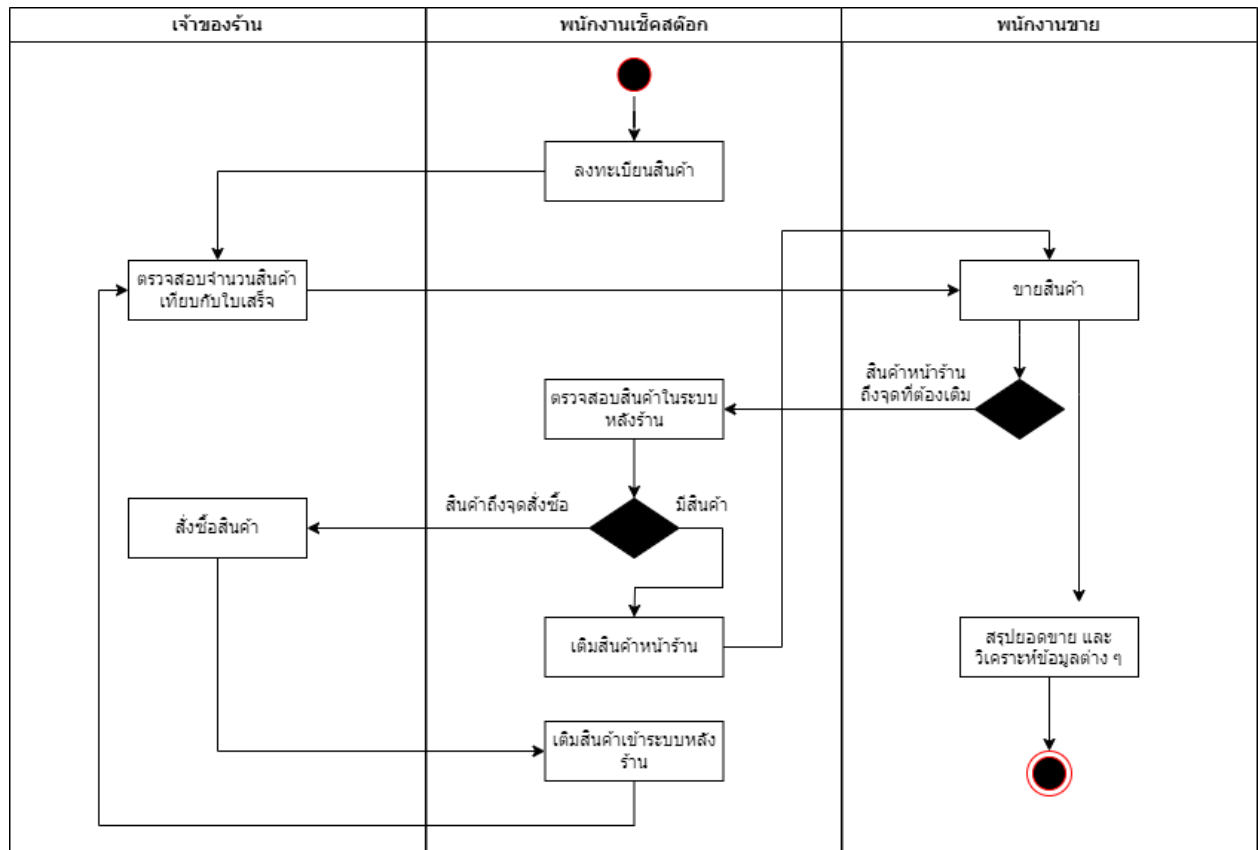 เจ้าของร้าน
พนักงานเช็คสต๊อก
พนักงานขาย
ลงทะเบียนสินค้า
ตรวจสอบจำนวนสินค้า
เทียบกับใบเสร็จ
ขายสินค้า
สินค้าหน้าร้าน
ถึงจุดที่ต้องเติม
ตรวจสอบสินค้าในระบบ
หลังร้าน
สินค้าถึงจุดสั่งซื้อ
มีสินค้า
สั่งซื้อสินค้า
เติมสินค้าหน้าร้าน
สรุปยอดขาย และ
วิเคราะห์ข้อมูลต่าง ๆ
เติมสินค้าเข้าระบบหลัง
ร้าน